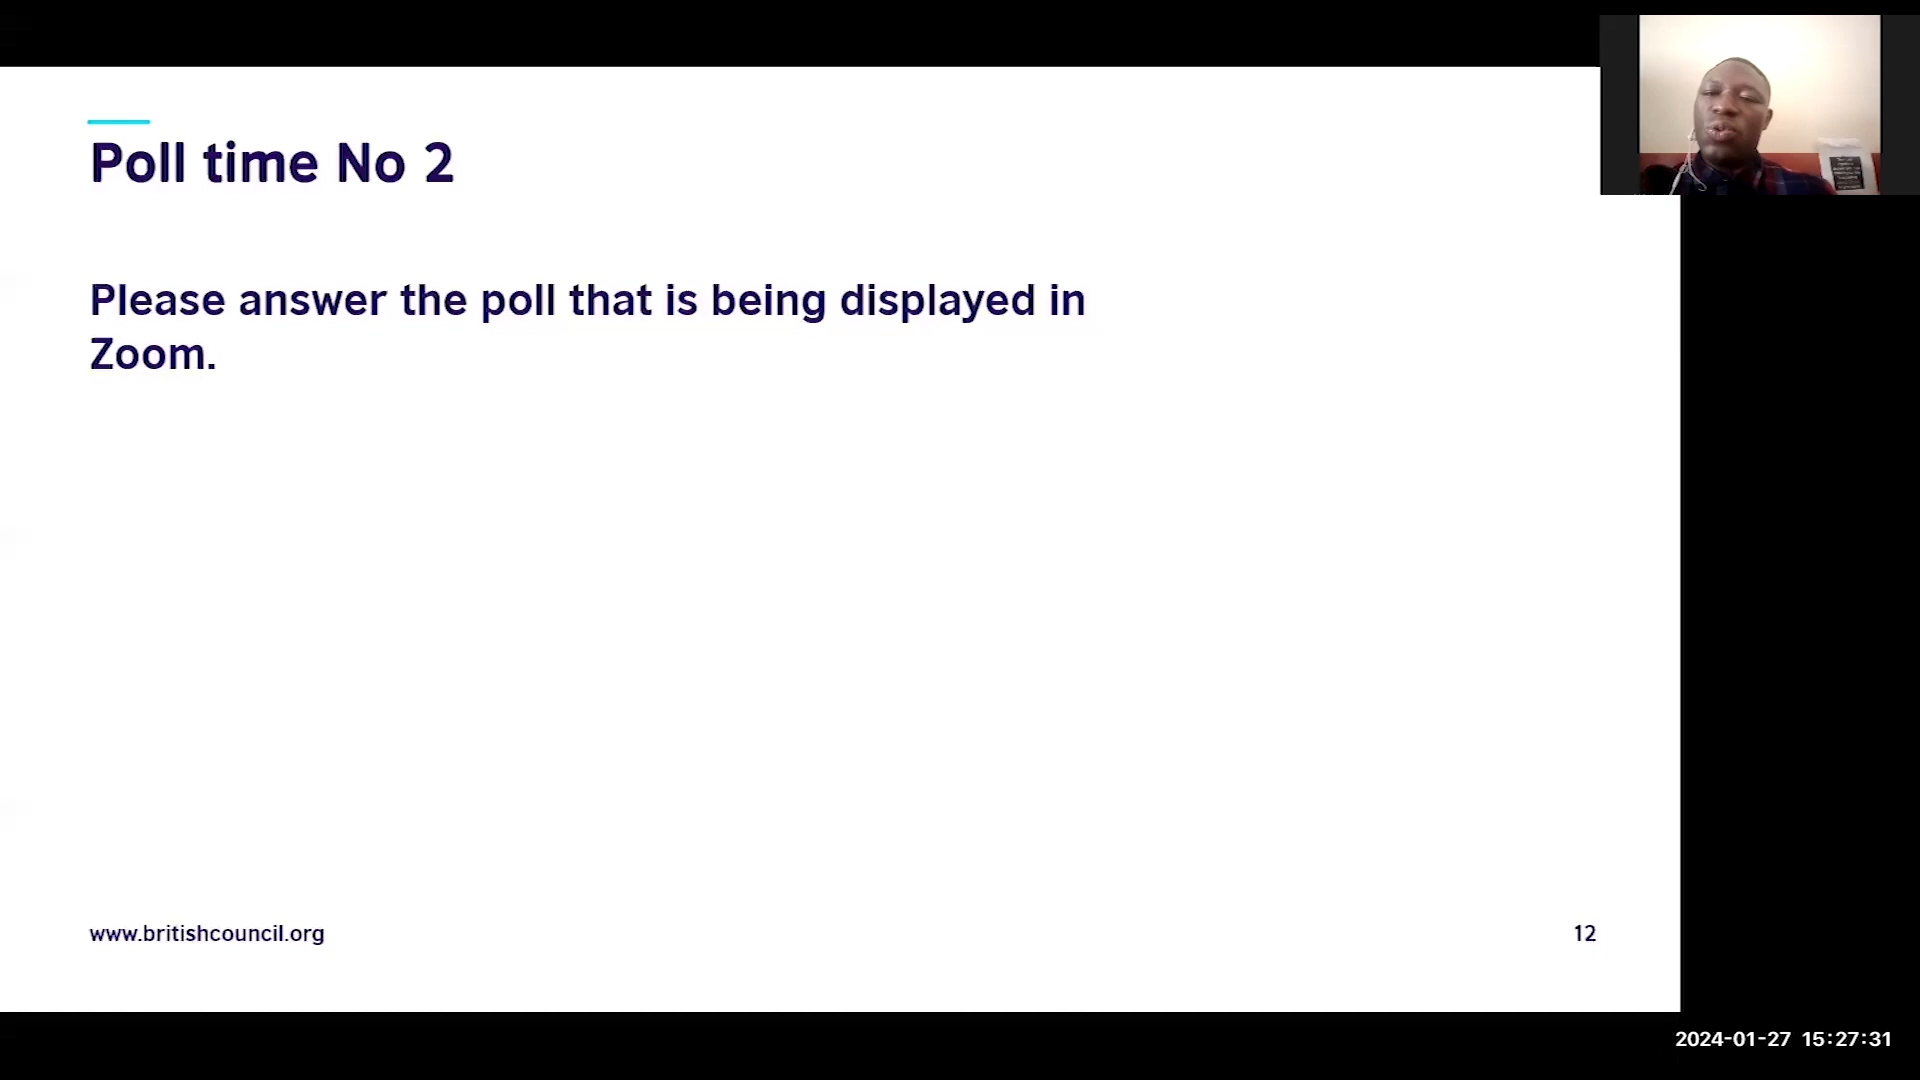 Poll time No 2
Please answer the poll that is being displayed in
Zoom.
www.britishcouncil.org
12
2024-01-27 15:27:31